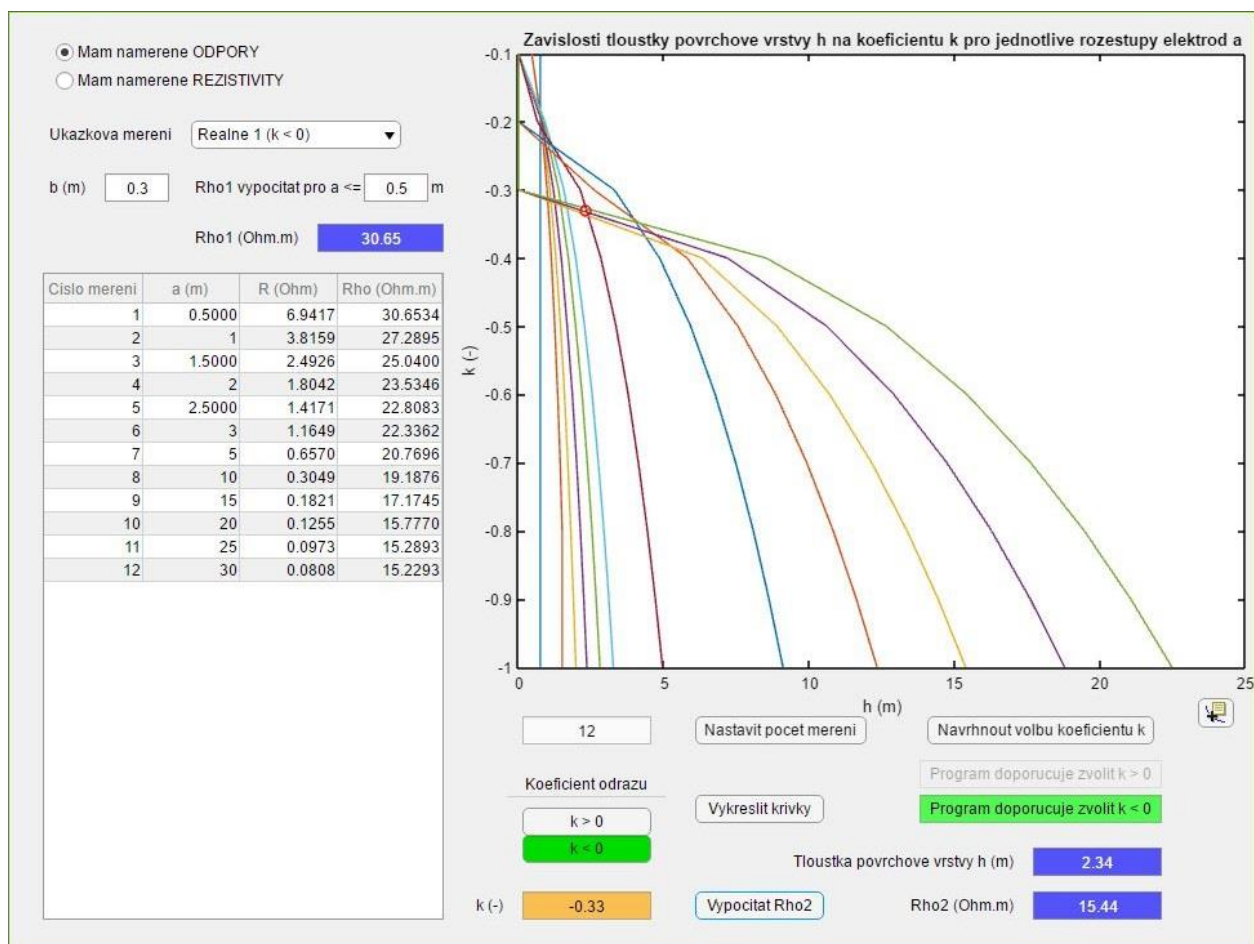 Mam namerene ODPORY
Mam namerene REZISTIVITY
Ukazkova mereni Realne 1 (k < 0)
b (m) 0.3 Rho1 vypocitat pro a <= 0.5 m
Rho1 (Ohm.m) 30.65
Cislo mereni a (m) R (Ohm) Rho (Ohm.m)
1 0.5000 6.9417 30.6534
2 1 3.8159 27.2895
3 1.5000 2.4926 25.0400
4 2 1.8042 23.5346
5 2.5000 1.4171 22.8083
6 3 1.1649 22.3362
7 5 0.6570 20.7696
8 10 0.3049 19.1876
9 15 0.1821 17.1745
10 20 0.1255 15.7770
11 25 0.0973 15.2893
12 30 0.0808 15.2293
Zavislosti tloustky povrchove vrstvy h na koeficientu k pro jednotlive rozestupy elektrod a
-0.1
-0.2
-0.3
-0.4
-0.5
-0.6
-0.7
-0.8
-0.9
-1
k (-)
0 5 10 15 20 25
h (m)
12 Nastavit pocet mereni Navrhnout volbu koeficientu k
Program doporucuje zvolit k > 0
Koeficient odrazu
Vykreslit krivky Program doporucuje zvolit k < 0
k > 0
k < 0
Tloustka povrchove vrstvy h (m) 2.34
k (-) -0.33 Vypocitat Rho2 Rho2 (Ohm.m) 15.44